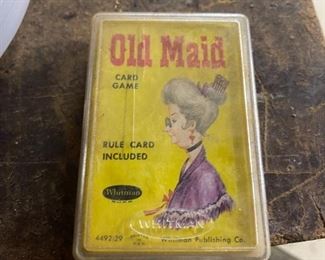 Old Maid
CARD
GAME
RULE CARD
INCLUDED
Whitman
WHITMAN
4492:29
Whitman Publishing Co.